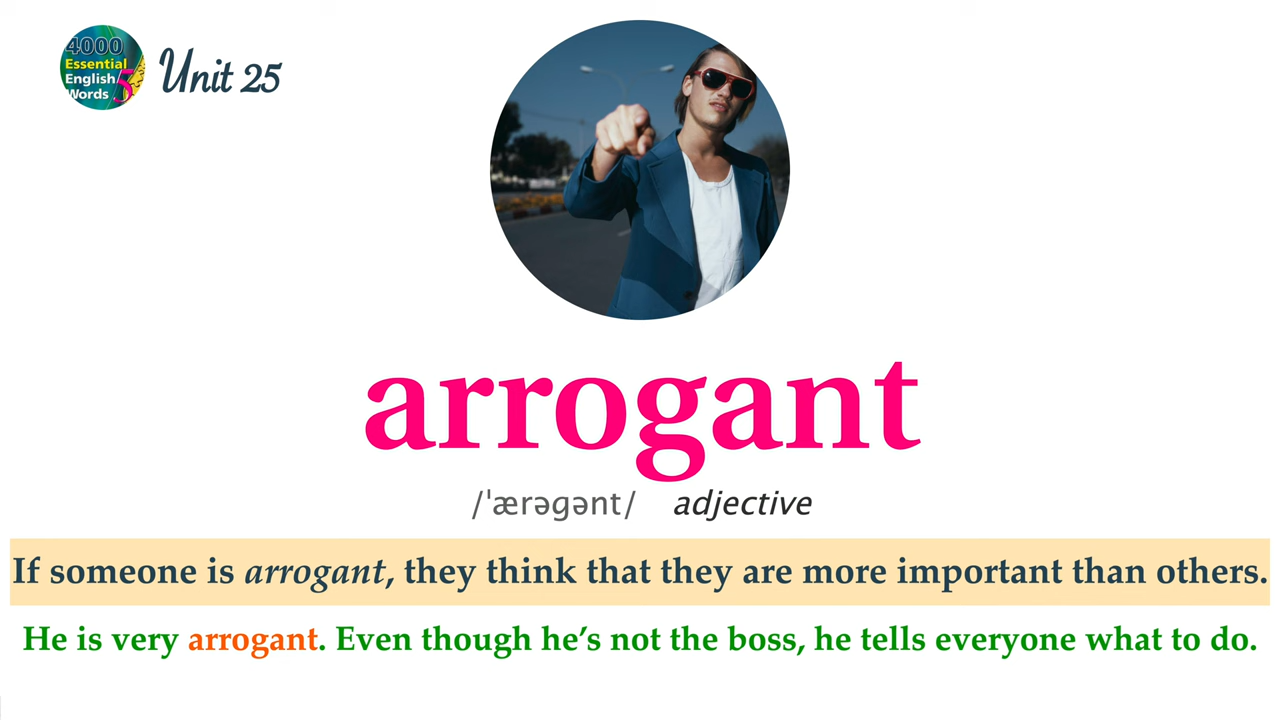 4000
Essential
English
Words 5
Unit 25
arrogant
/ˈærəgənt/ adjective
If someone is arrogant, they think that they are more important than others.
He is very arrogant. Even though he’s not the boss, he tells everyone what to do.